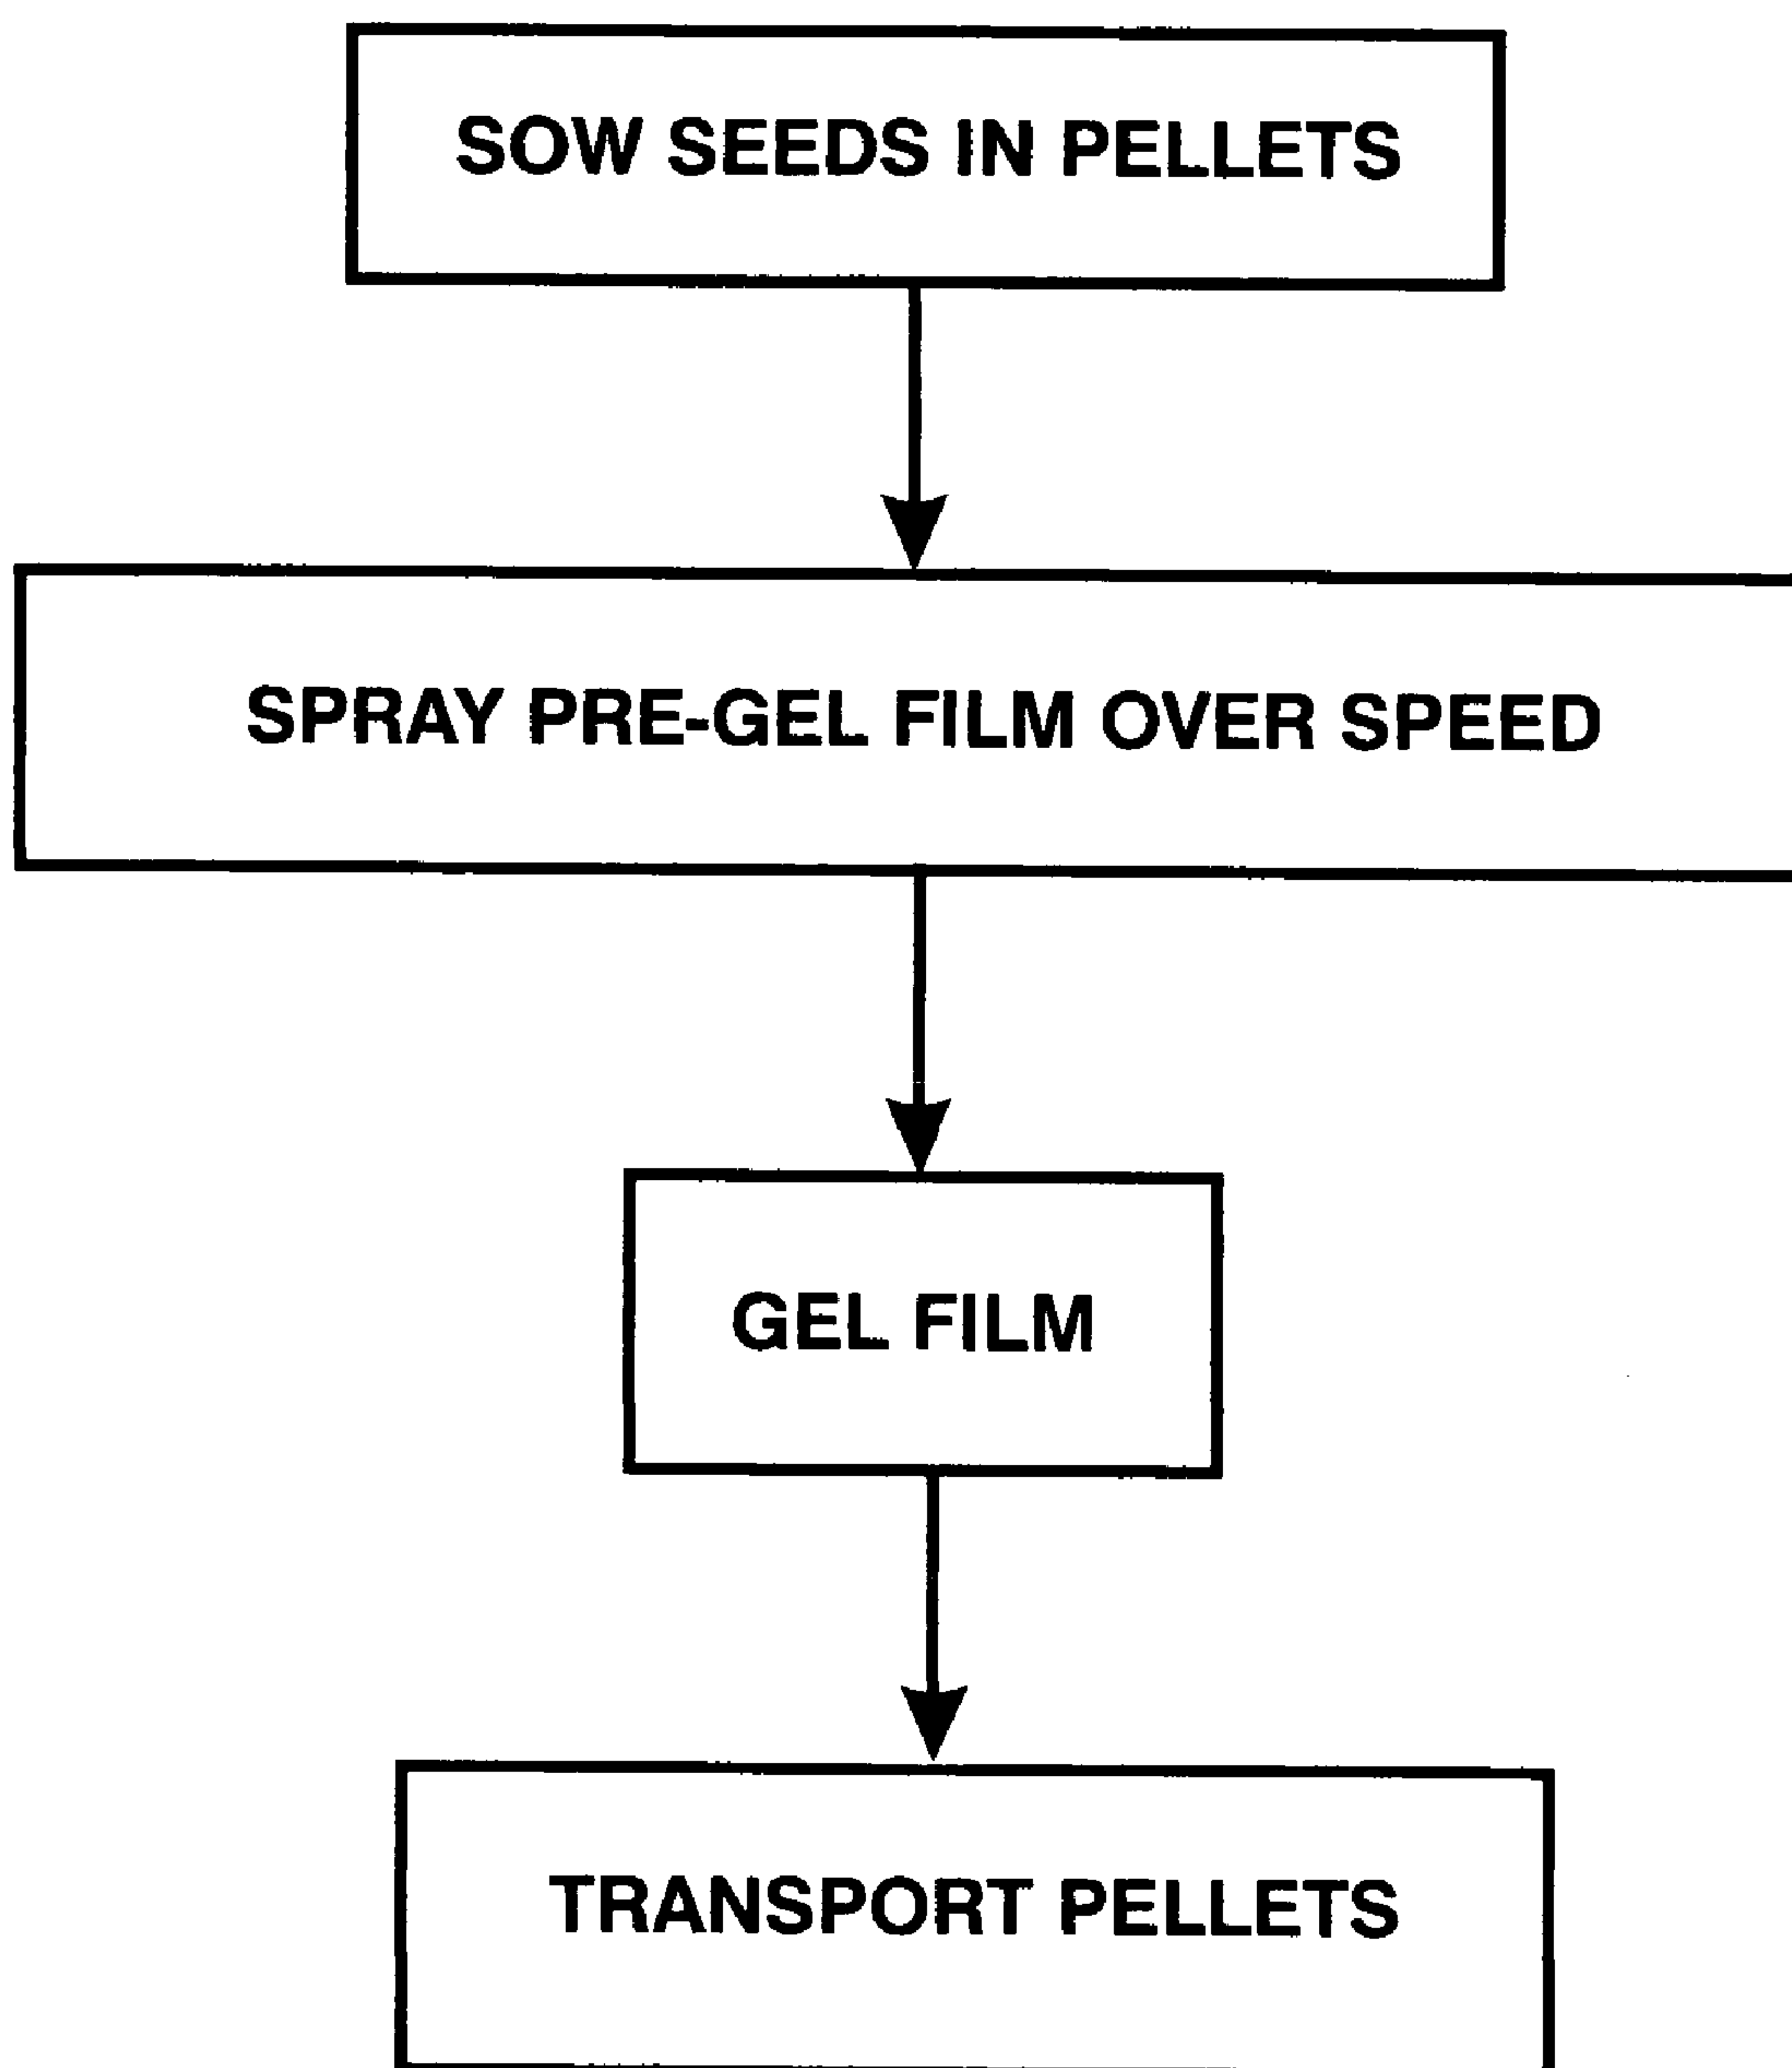 SOW SEEDS IN PELLETS
SPRAY PRE-GEL FILM OVER SPEED
GEL FILM
TRANSPORT PELLETS